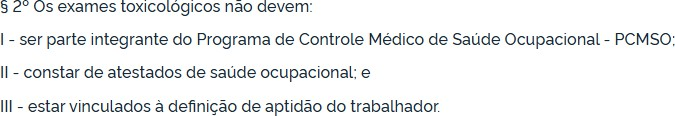 § 2º Os exames toxicológicos não devem:
I - ser parte integrante do Programa de Controle Médico de Saúde Ocupacional - PCMSO;
II - constar de atestados de saúde ocupacional; e
III - estar vinculados à definição de aptidão do trabalhador.